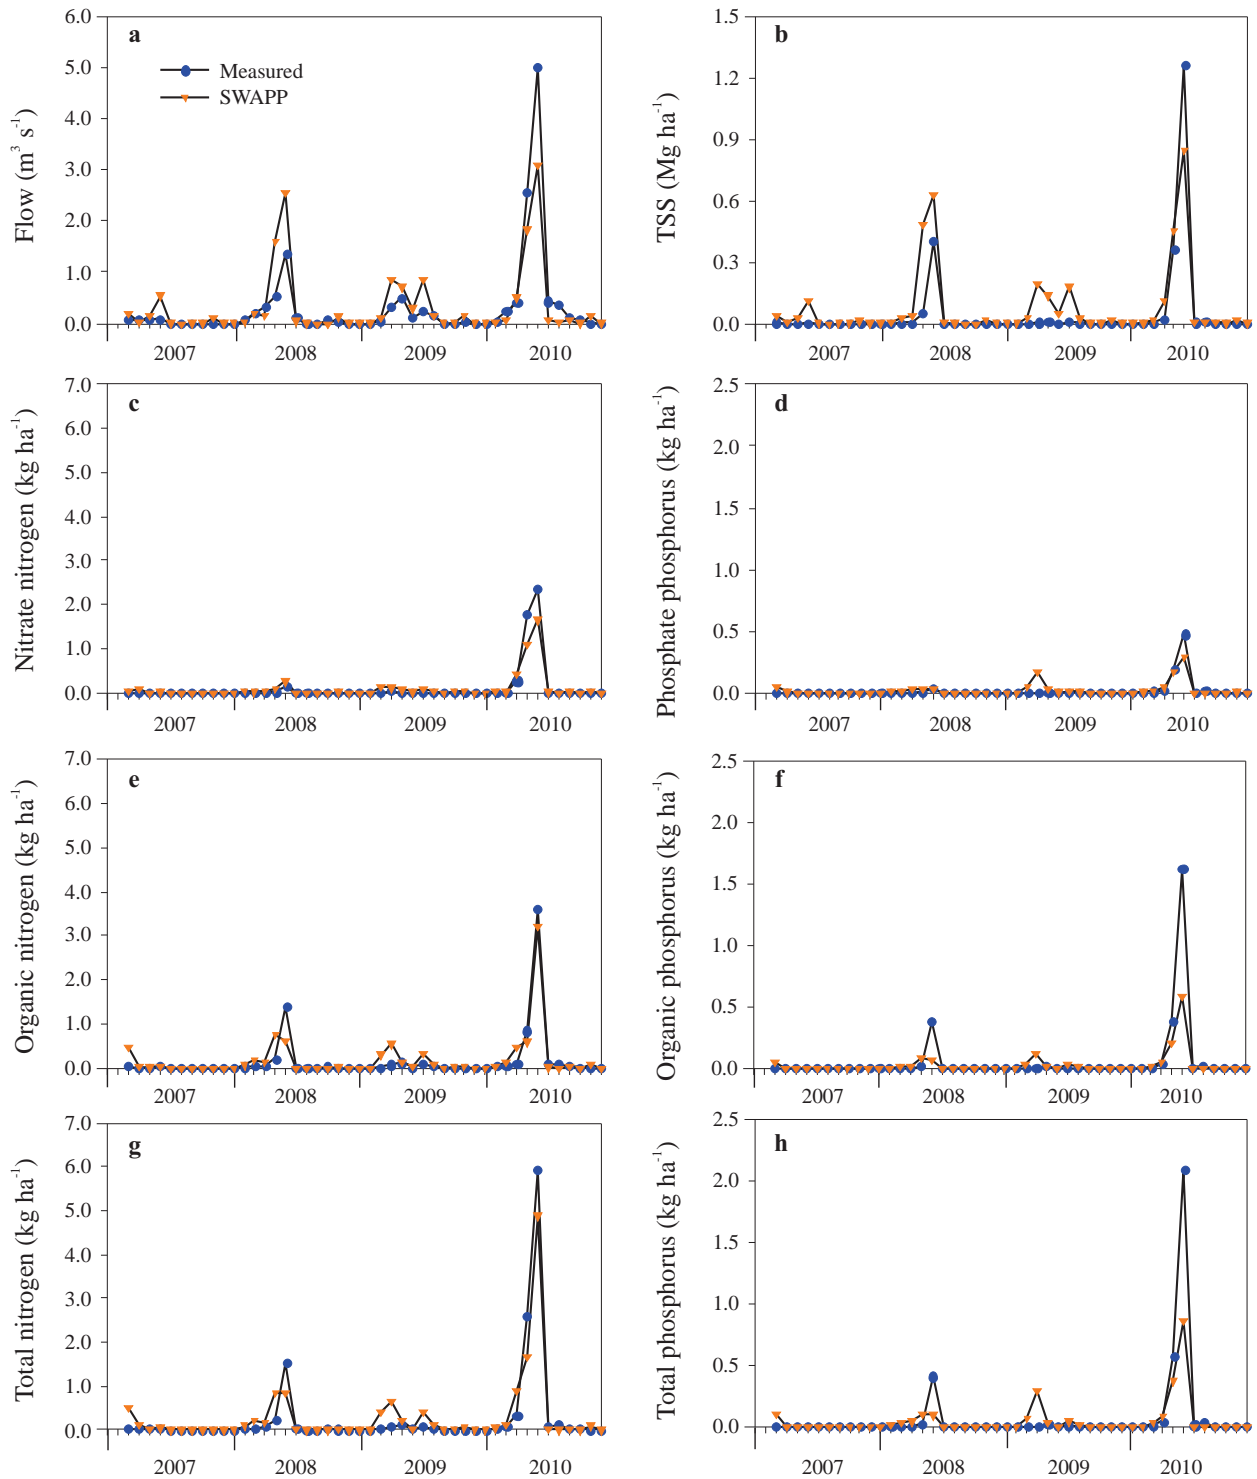 a
Measured
SWAPP
Flow (m³ s⁻¹)
6.0
5.0
4.0
3.0
2.0
1.0
0.0
2007 2008 2009 2010
b
TSS (Mg ha⁻¹)
1.5
1.2
0.9
0.6
0.3
0.0
2007 2008 2009 2010
c
Nitrate nitrogen (kg ha⁻¹)
7.0
6.0
5.0
4.0
3.0
2.0
1.0
0.0
2007 2008 2009 2010
d
Phosphate phosphorus (kg ha⁻¹)
2.5
2.0
1.5
1.0
0.5
0.0
2007 2008 2009 2010
e
Organic nitrogen (kg ha⁻¹)
7.0
6.0
5.0
4.0
3.0
2.0
1.0
0.0
2007 2008 2009 2010
f
Organic phosphorus (kg ha⁻¹)
2.5
2.0
1.5
1.0
0.5
0.0
2007 2008 2009 2010
g
Total nitrogen (kg ha⁻¹)
7.0
6.0
5.0
4.0
3.0
2.0
1.0
0.0
2007 2008 2009 2010
h
Total phosphorus (kg ha⁻¹)
2.5
2.0
1.5
1.0
0.5
0.0
2007 2008 2009 2010